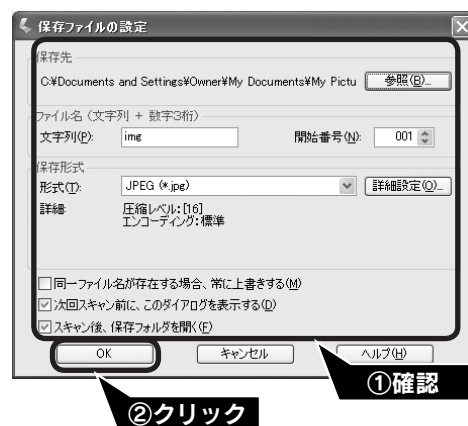 保存ファイルの設定
保存先
C:¥Documents and Settings¥Owner¥My Documents¥My Pictu 参照(B)...
ファイル名 (文字列 + 数字3桁)
文字列(P): img 開始番号(N): 001
保存形式
形式(T): JPEG (*.jpg) 詳細設定(O)...
詳細: 圧縮レベル:[16]
エンコーディング:標準
同一ファイル名が存在する場合、常に上書きする(M)
次回スキャン前に、このダイアログを表示する(D)
スキャン後、保存フォルダを開く(F)
OK キャンセル ヘルプ(H)
①確認
②クリック